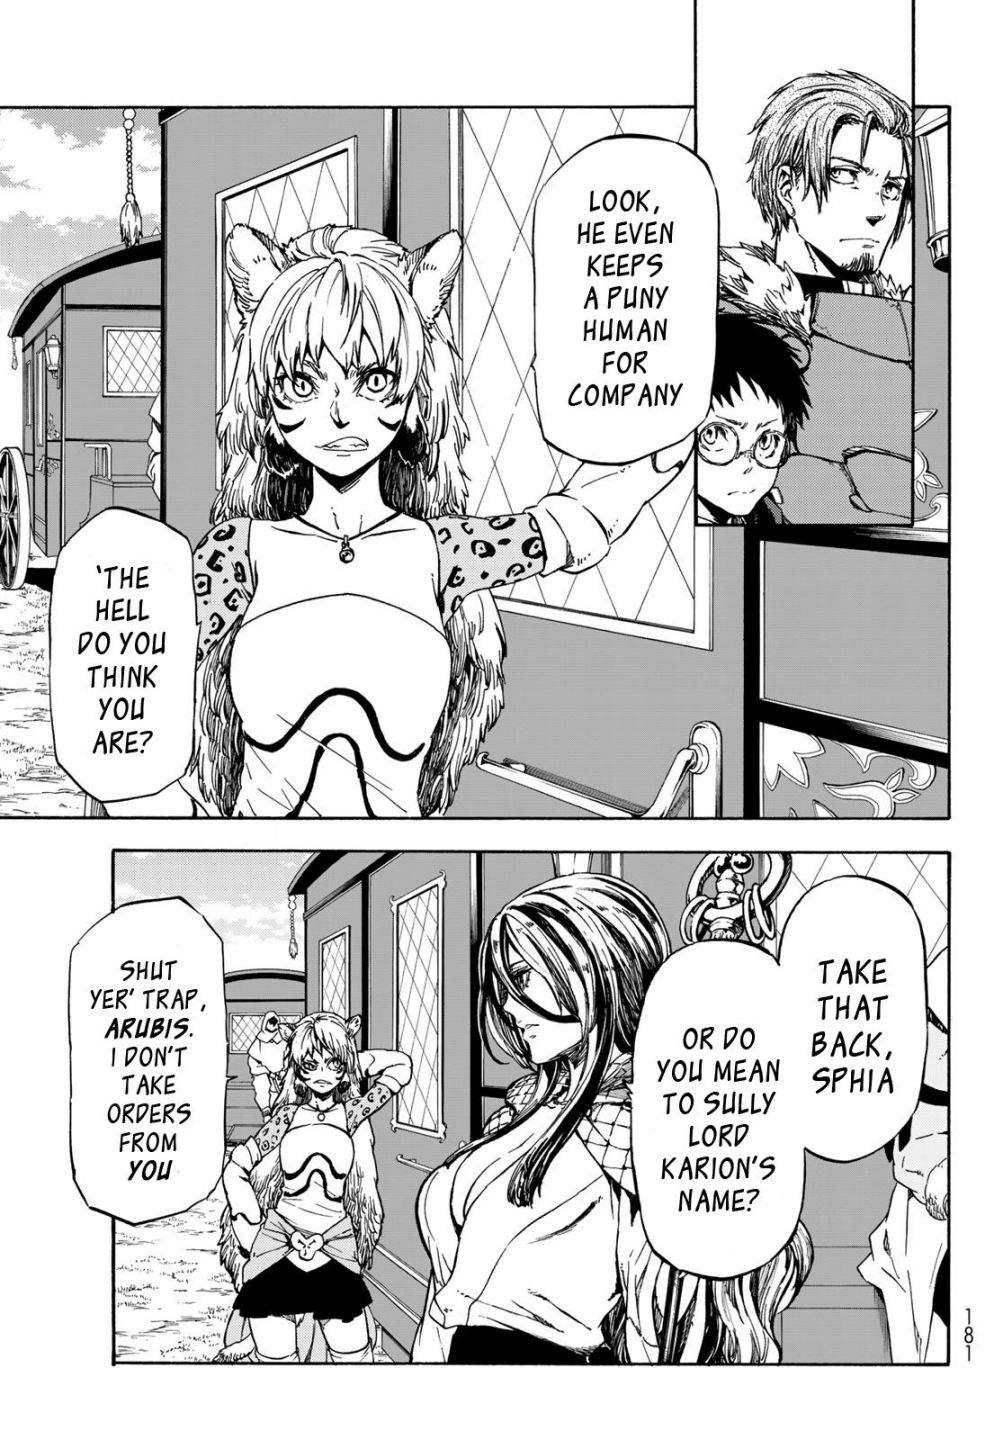 LOOK,
HE EVEN
KEEPS
A PUNY
HUMAN
FOR
COMPANY
'THE
HELL
DO YOU
THINK
YOU
ARE?
TAKE
THAT
BACK,
SPHIA
OR DO
YOU MEAN
TO SULLY
LORD
KARION'S
NAME?
SHUT
YER' TRAP,
ARUBIS.
I DON'T
TAKE
ORDERS
FROM
YOU
181